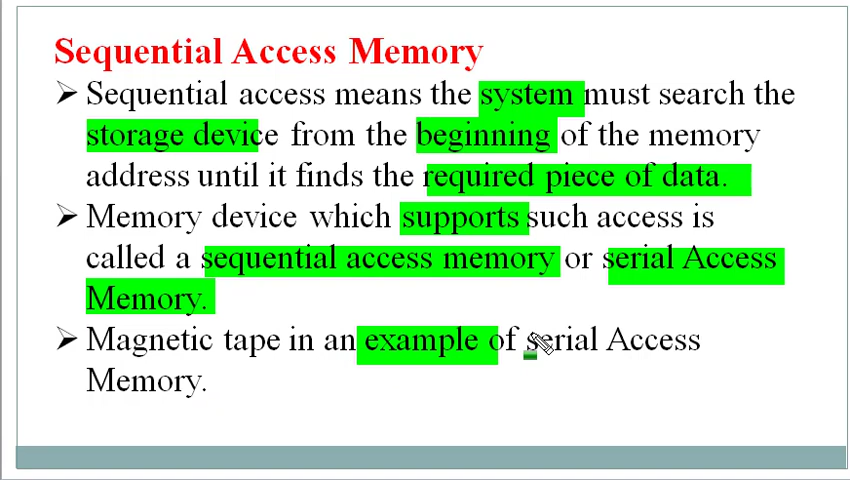 Sequential Access Memory
➢ Sequential access means the system must search the
storage device from the beginning of the memory
address until it finds the required piece of data.
➢ Memory device which supports such access is
called a sequential access memory or serial Access
Memory.
➢ Magnetic tape in an example of serial Access
Memory.